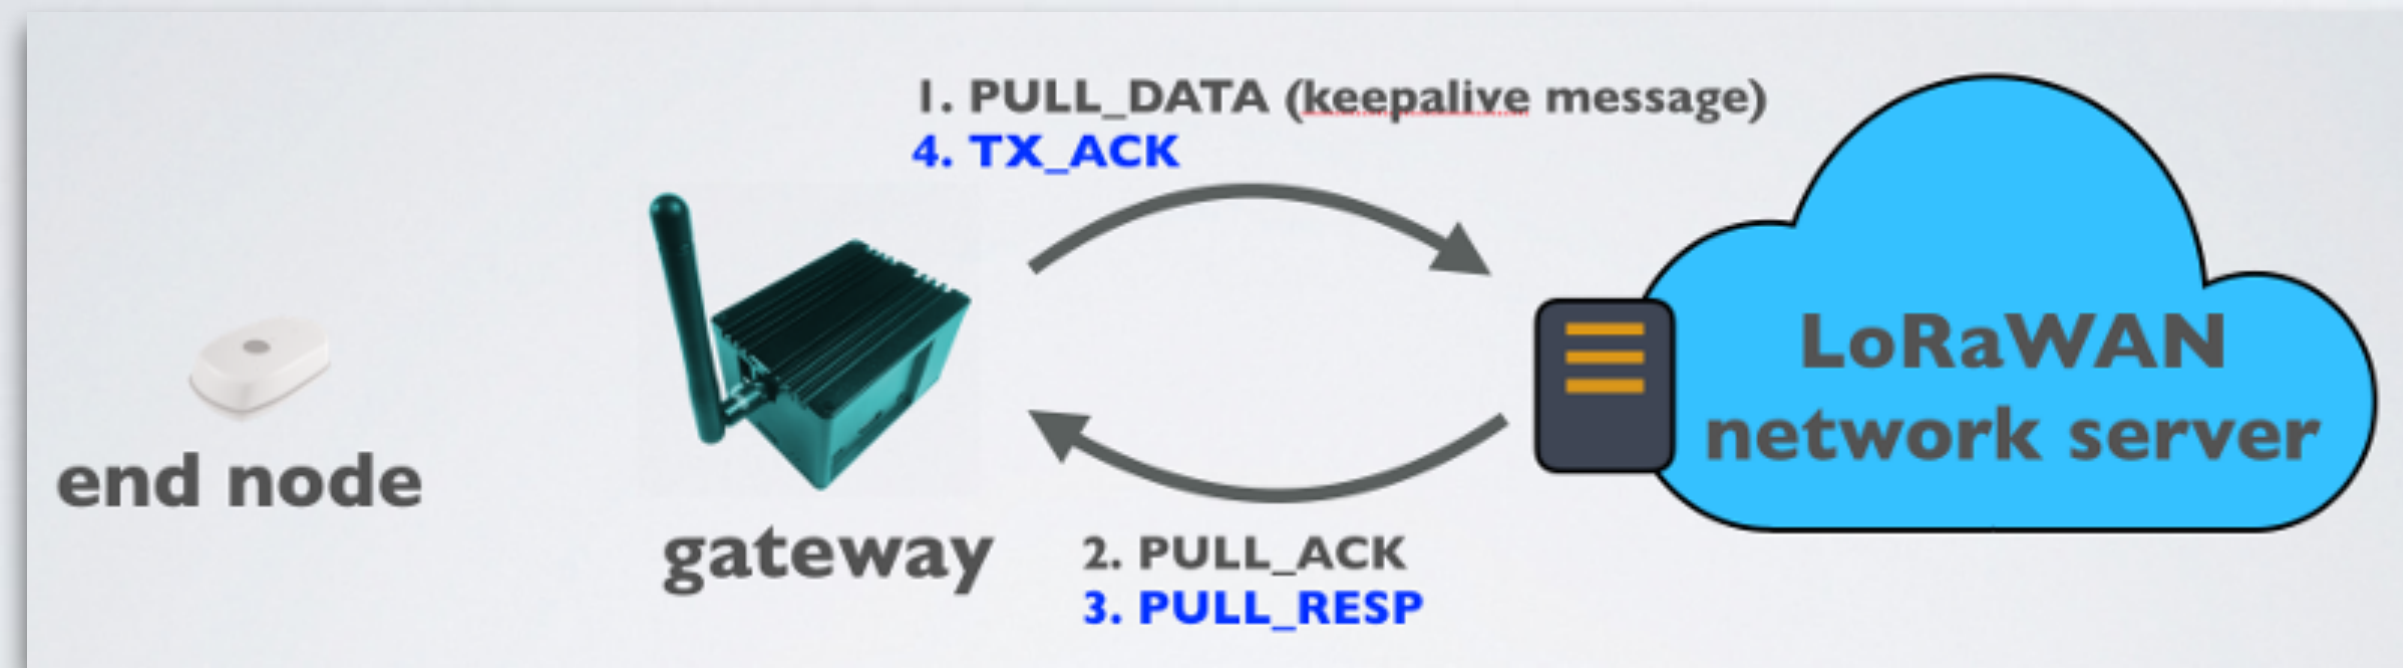 1. PULL_DATA (keepalive message)
4. TX_ACK
LoRaWAN
network server
end node
gateway
2. PULL_ACK
3. PULL_RESP